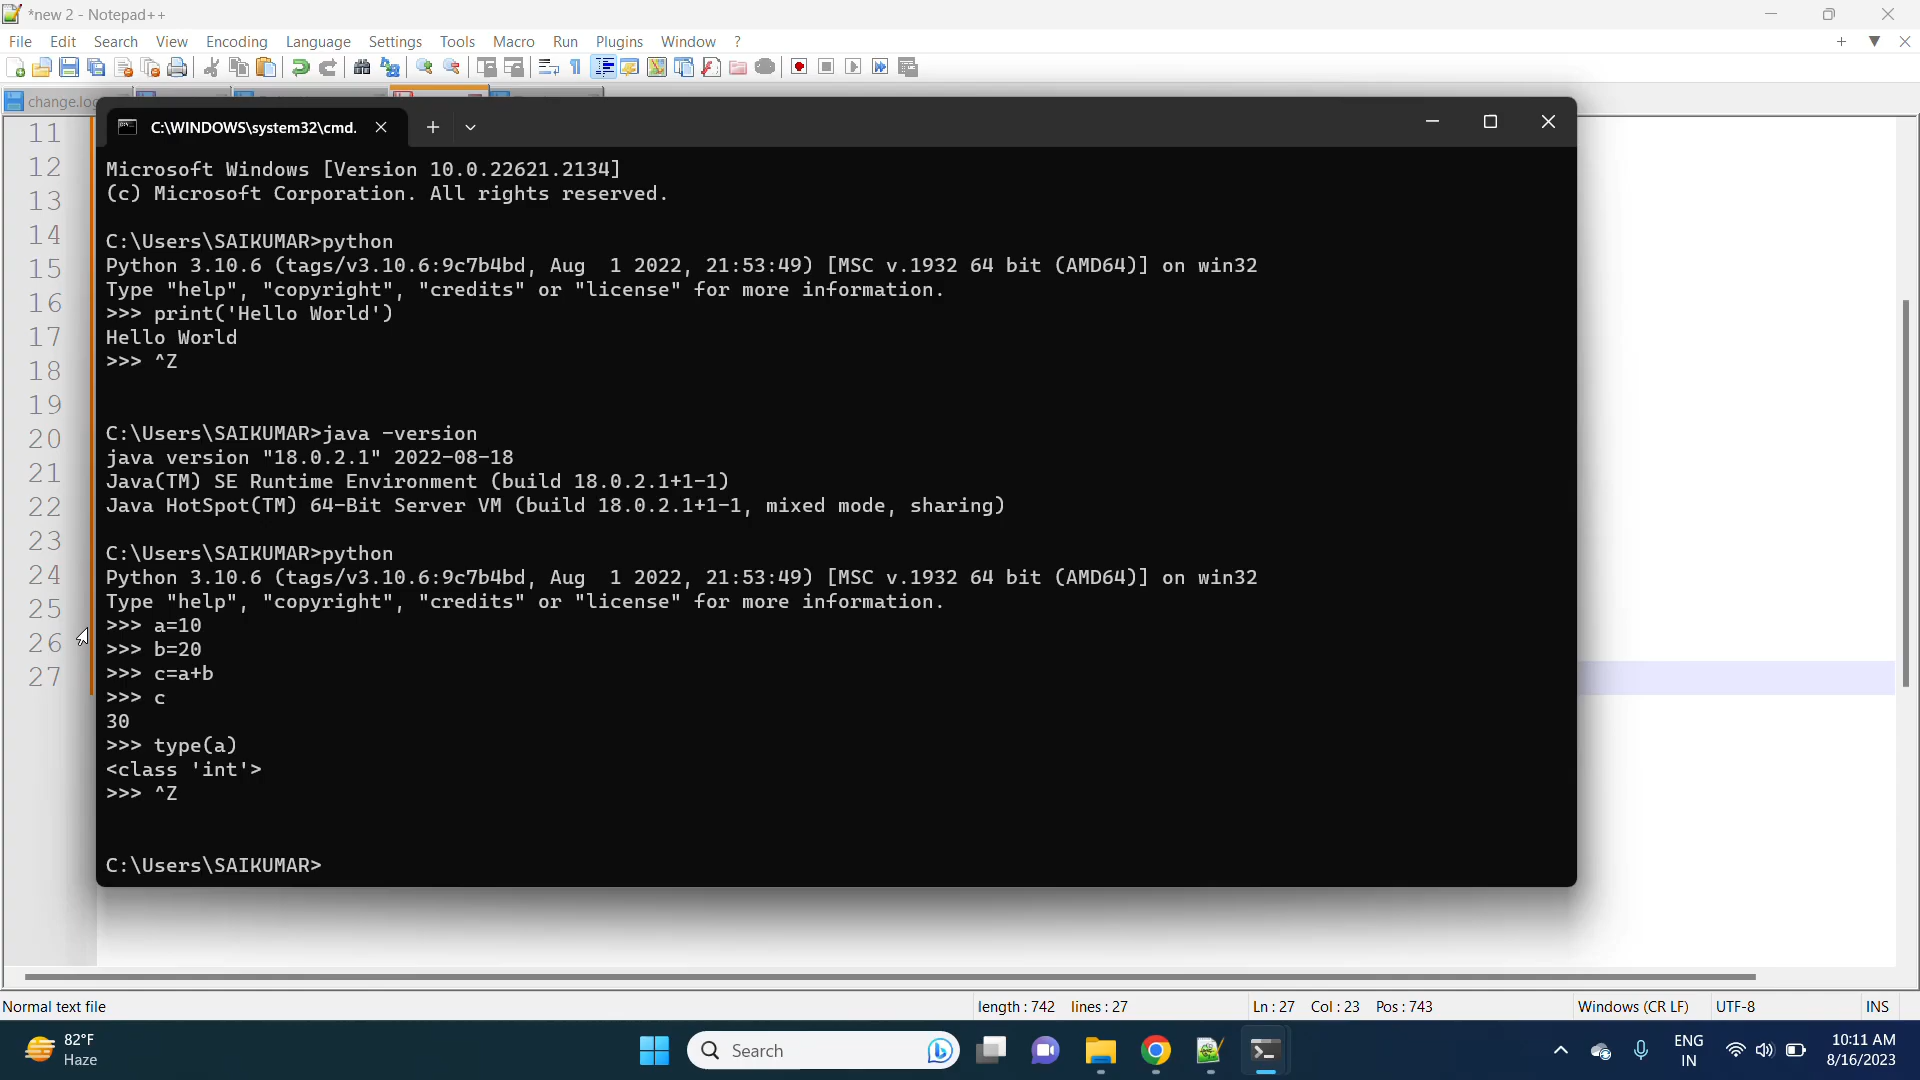 *new 2 - Notepad++
File Edit Search View Encoding Language Settings Tools Macro Run Plugins Window ?
change.log
C:\WINDOWS\system32\cmd.
11
12
13
14
15
16
17
18
19
20
21
22
23
24
25
26
27
Microsoft Windows [Version 10.0.22621.2134]
(c) Microsoft Corporation. All rights reserved.
C:\Users\SAIKUMAR>python
Python 3.10.6 (tags/v3.10.6:9c7b4bd, Aug  1 2022, 21:53:49) [MSC v.1932 64 bit (AMD64)] on win32
Type "help", "copyright", "credits" or "license" for more information.
>>> print('Hello World')
Hello World
>>> ^Z
C:\Users\SAIKUMAR>java -version
java version "18.0.2.1" 2022-08-18
Java(TM) SE Runtime Environment (build 18.0.2.1+1-1)
Java HotSpot(TM) 64-Bit Server VM (build 18.0.2.1+1-1, mixed mode, sharing)
C:\Users\SAIKUMAR>python
Python 3.10.6 (tags/v3.10.6:9c7b4bd, Aug  1 2022, 21:53:49) [MSC v.1932 64 bit (AMD64)] on win32
Type "help", "copyright", "credits" or "license" for more information.
>>> a=10
>>> b=20
>>> c=a+b
>>> c
30
>>> type(a)
<class 'int'>
>>> ^Z
C:\Users\SAIKUMAR>
Normal text file length : 742 lines : 27 Ln : 27 Col : 23 Pos : 743 Windows (CR LF) UTF-8 INS
82°F
Haze
Search
ENG
IN
10:11 AM
8/16/2023